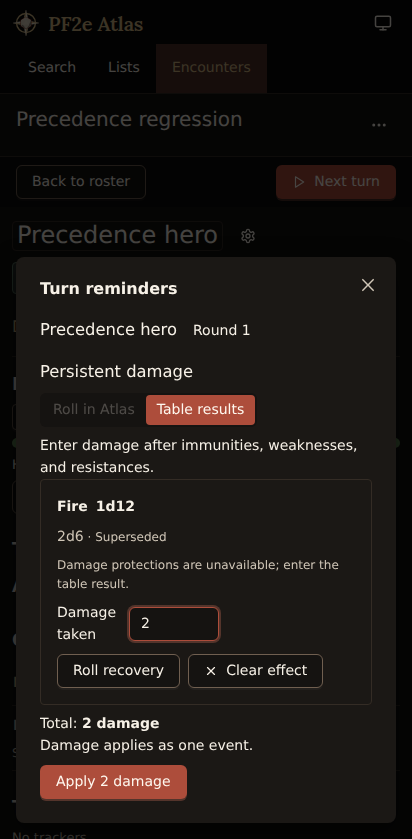 PF2e Atlas
Search Lists Encounters
Precedence regression
...
Back to roster Next turn
Precedence hero
Turn reminders
Precedence hero Round 1
Persistent damage
Roll in Atlas Table results
Enter damage after immunities, weaknesses,
and resistances.
Fire 1d12
2d6 · Superseded
Damage protections are unavailable; enter the
table result.
Damage
taken
2
Roll recovery × Clear effect
Total: 2 damage
Damage applies as one event.
Apply 2 damage
No trackers